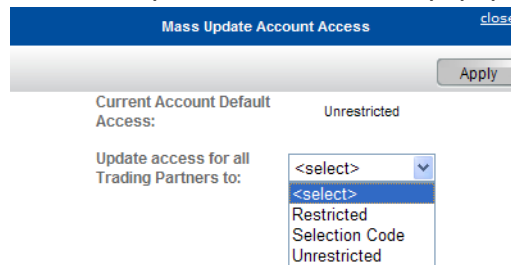 Mass Update Account Access
close
Apply
Current Account Default
Access:
Unrestricted
Update access for all
Trading Partners to:
<select>
<select>
Restricted
Selection Code
Unrestricted